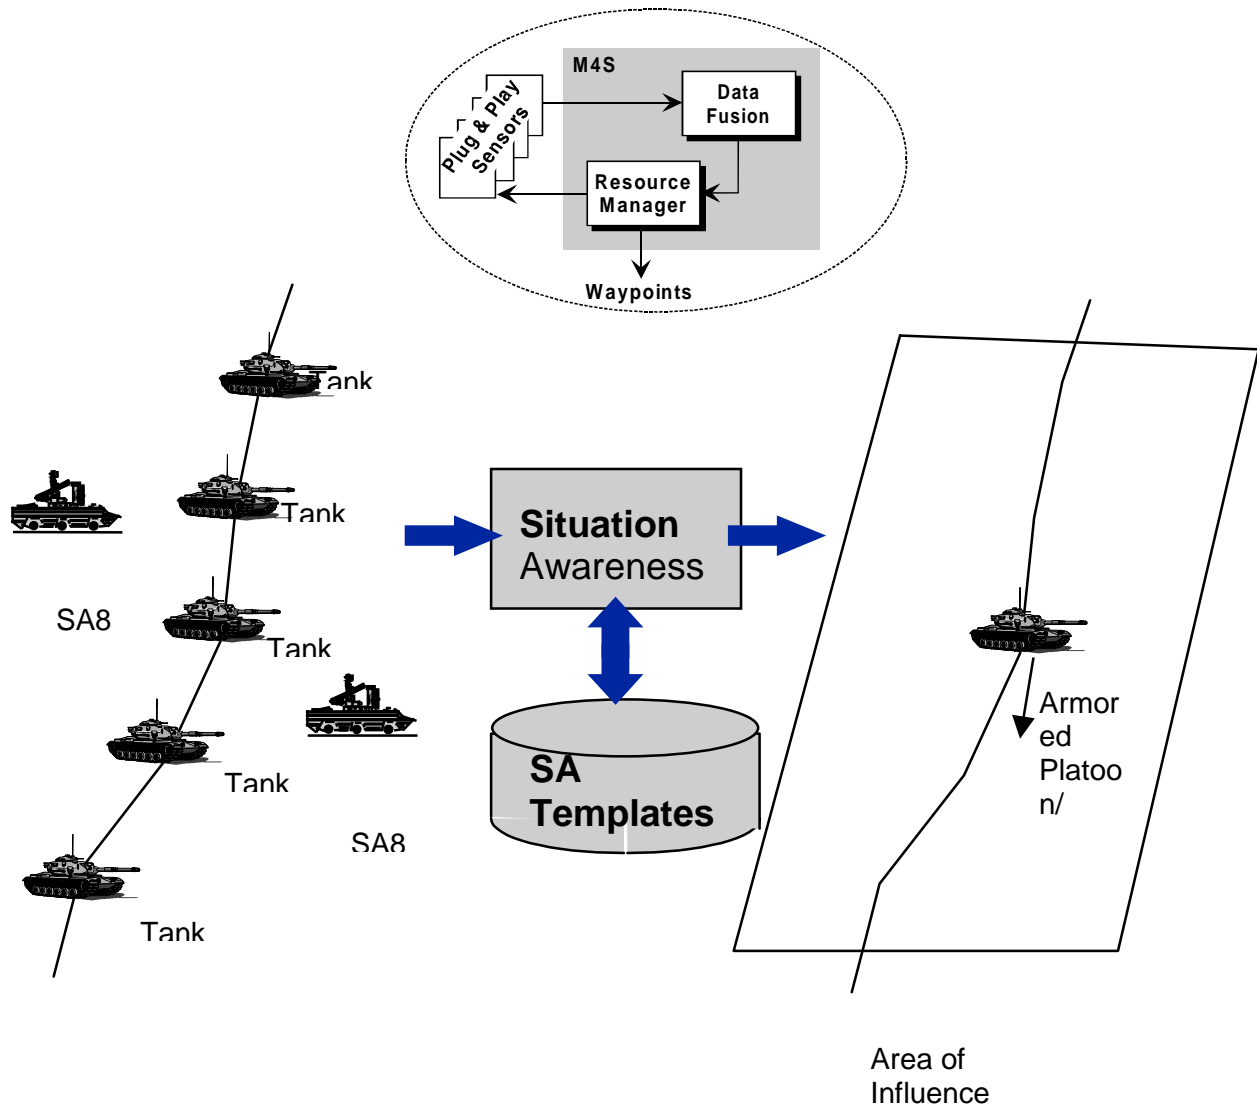 M4S
Plug & Play
Sensors
Data
Fusion
Resource
Manager
Waypoints
Tank
Tank
SA8
Tank
Tank
SA8
Tank
Situation
Awareness
SA
Templates
Armor
ed
Platoo
n/
Area of
Influence